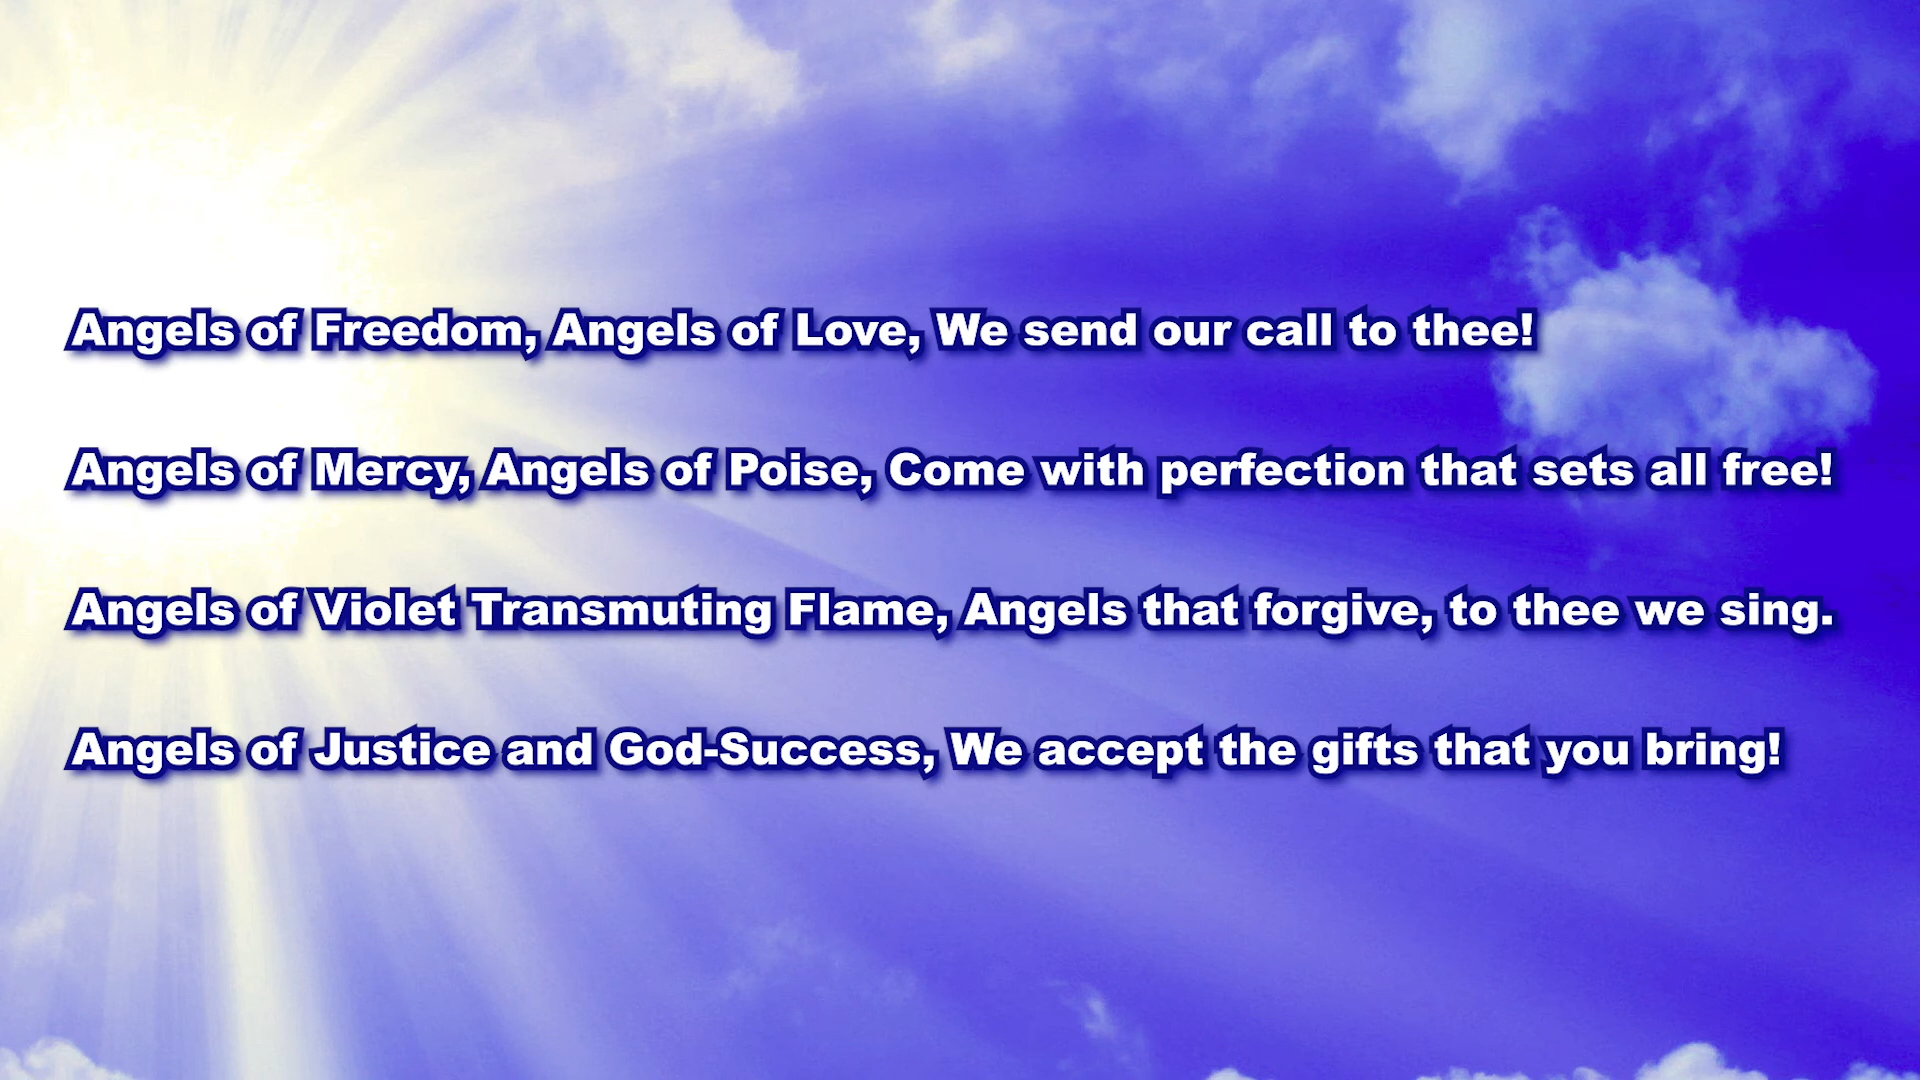 Angels of Freedom, Angels of Love, We send our call to thee!
Angels of Mercy, Angels of Poise, Come with perfection that sets all free!
Angels of Violet Transmuting Flame, Angels that forgive, to thee we sing.
Angels of Justice and God-Success, We accept the gifts that you bring!